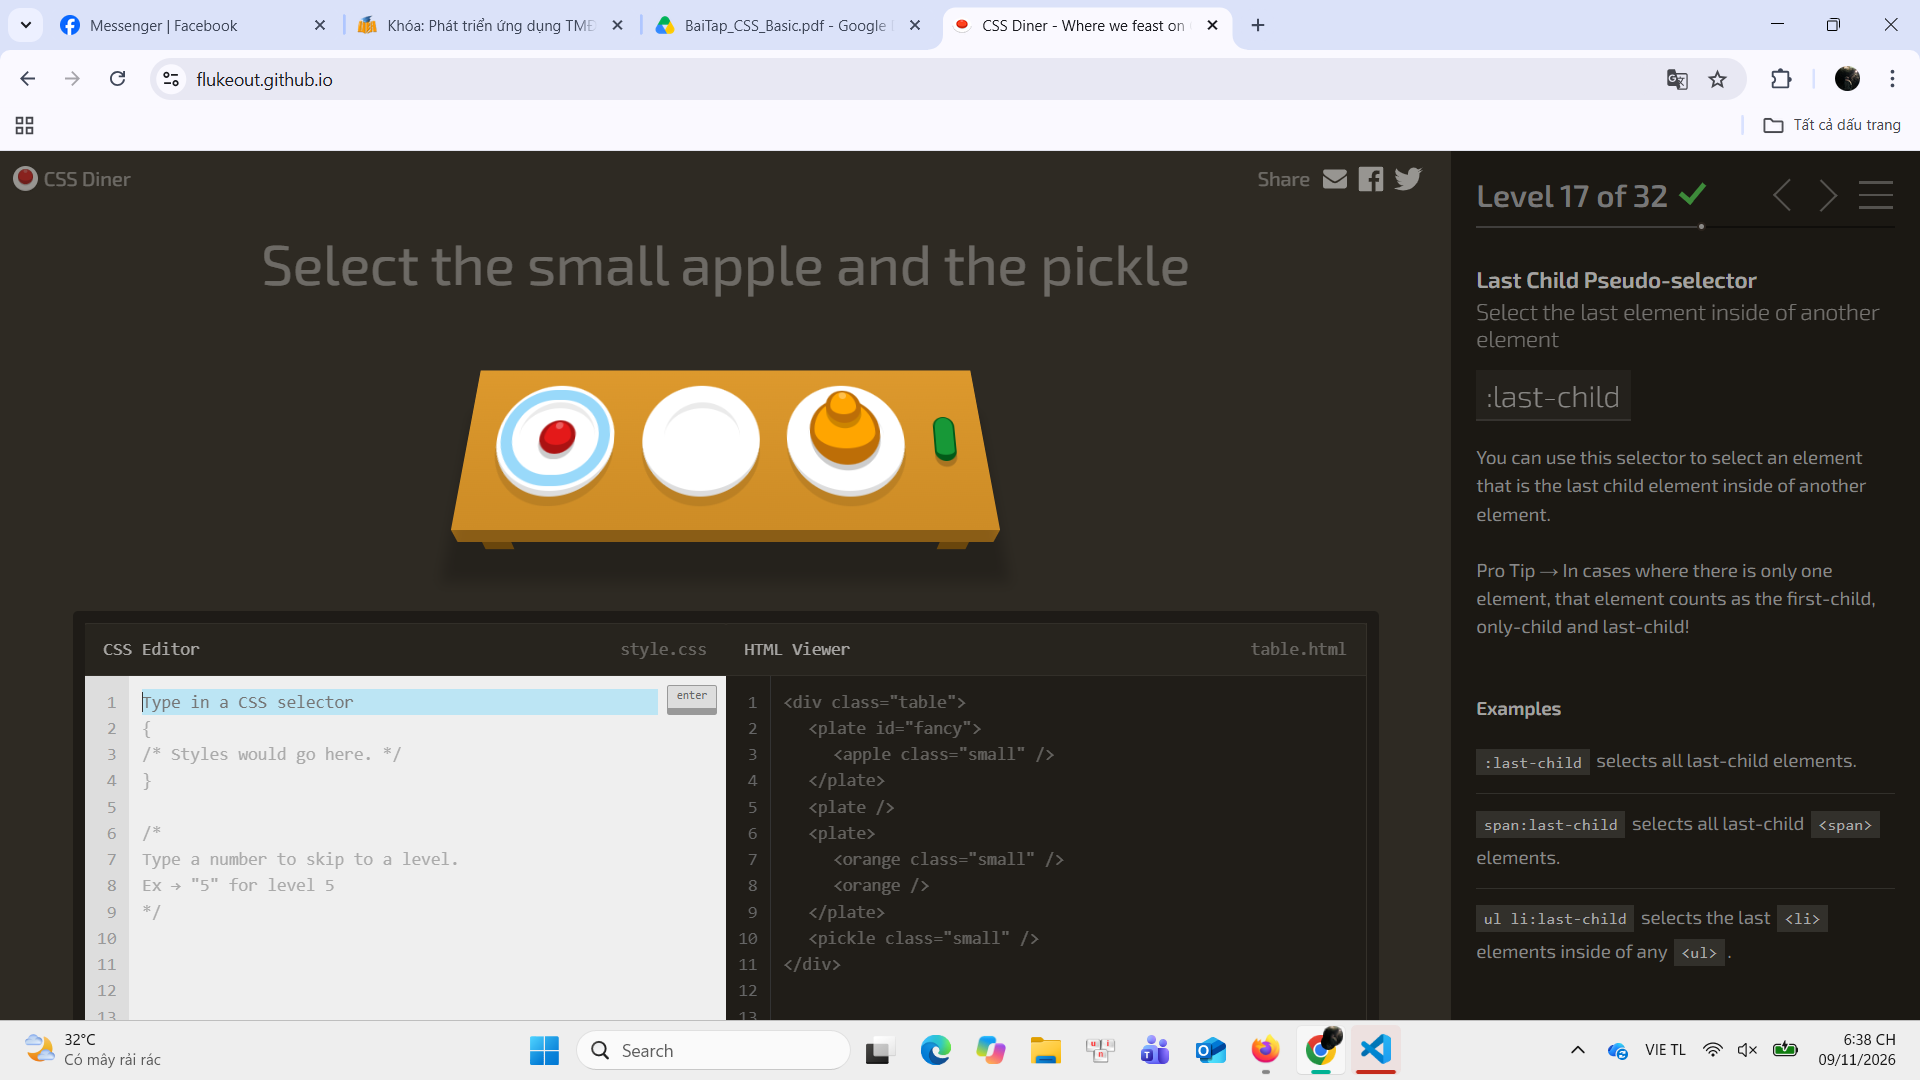 Messenger | Facebook
Khóa: Phát triển ứng dụng TMĐ
BaiTap_CSS_Basic.pdf - Google
CSS Diner - Where we feast on
flukeout.github.io
Tất cả dấu trang
CSS Diner
Share
Level 17 of 32
Select the small apple and the pickle
Last Child Pseudo-selector
Select the last element inside of another
element
:last-child
You can use this selector to select an element
that is the last child element inside of another
element.
Pro Tip → In cases where there is only one
element, that element counts as the first-child,
only-child and last-child!
Examples
:last-child selects all last-child elements.
span:last-child selects all last-child <span>
elements.
ul li:last-child selects the last <li>
elements inside of any <ul> .
CSS Editor
style.css
1 Type in a CSS selector
enter
2 {
3 /* Styles would go here. */
4 }
5
6 /*
7 Type a number to skip to a level.
8 Ex → "5" for level 5
9 */
10
11
12
13
HTML Viewer
table.html
1 <div class="table">
2 <plate id="fancy">
3 <apple class="small" />
4 </plate>
5 <plate />
6 <plate>
7 <orange class="small" />
8 <orange />
9 </plate>
10 <pickle class="small" />
11 </div>
12
13
32°C
Có mây rải rác
Search
VIE TL
6:38 CH
09/11/2026